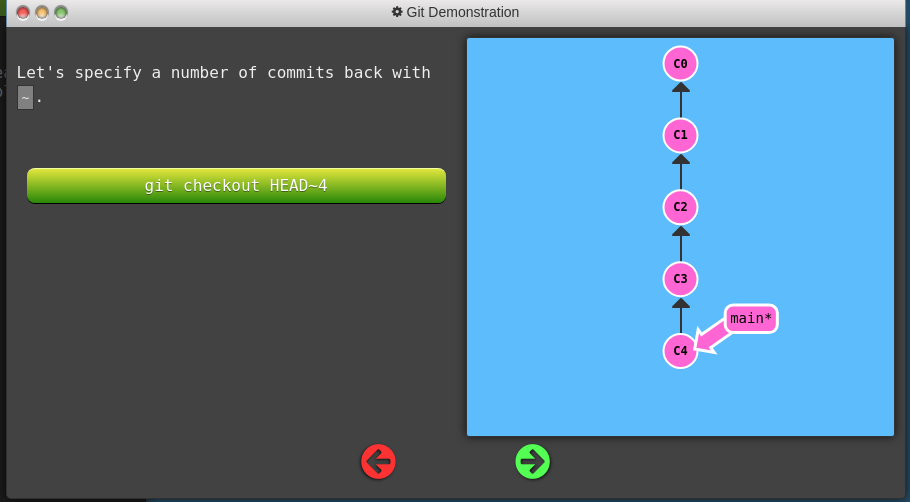 Git Demonstration
Let's specify a number of commits back with
~.
git checkout HEAD~4
C0
C1
C2
C3
main*
C4